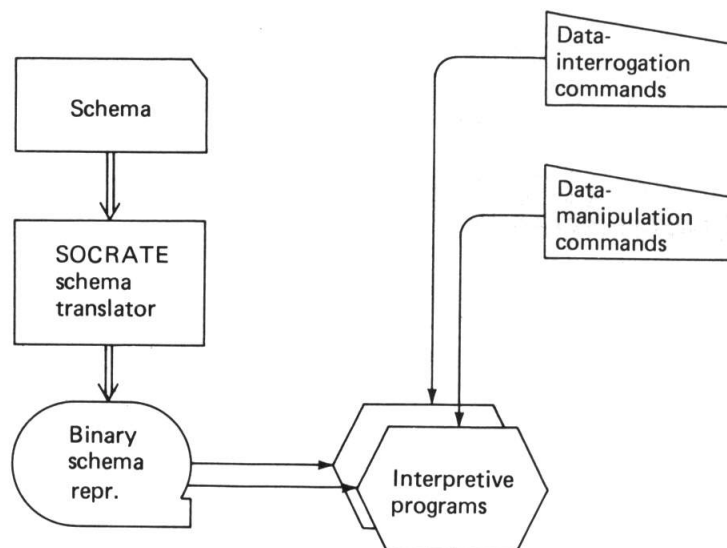 Schema
SOCRATE
schema
translator
Binary
schema
repr.
Data-
interrogation
commands
Data-
manipulation
commands
Interpretive
programs